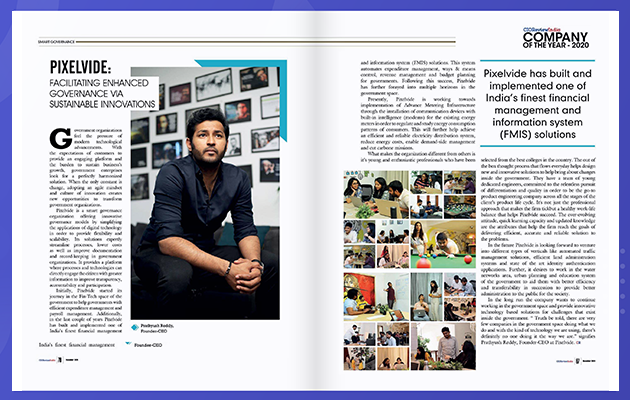 SMART GOVERNANCE
PIXELVIDE:
FACILITATING ENHANCED
GOVERNANCE VIA
SUSTAINABLE INNOVATIONS
Government organizations
feel the pressure of
modern technological
advancements. With
the expectations of customers to
provide an engaging platform and
the burden to sustain business's
growth, government enterprises
look for a perfectly harmonized
solution. When the only constant is
change, adopting an agile mindset
and culture of innovation creates
new opportunities to transform
government organizations.
Pixelvide is a smart governance
organization offering innovative
governance models by simplifying
the applications of digital technology
in order to provide flexibility and
scalability. Its solutions expertly
streamline processes, lower costs
as well as improve documentation
and record-keeping in government
organizations. It provides a platform
where processes and technologies can
directly engage the citizens with greater
information to improve transparency,
accountability and participation.
Initially, Pixelvide started its
journey in the Fin-Tech space of the
government to help governments with
efficient expenditure management and
payroll management. Additionally,
in the last couple of years Pixelvide
has built and implemented one of
India's finest financial management
India's finest financial management
Prathyush Reddy,
Founder-CEO
Founder-CEO
and information system (FMIS) solutions. This system
automates expenditure management, ways & means
control, revenue management and budget planning
for governments. Following this success, Pixelvide
has further forayed into multiple horizons in the
government space.
Presently, Pixelvide is working towards
implementation of Advance Metering Infrastructure
through the installation of communication devices with
built-in intelligence (modems) for the existing energy
meters in order to regulate and study energy consumption
patterns of consumers. This will further help achieve
an efficient and reliable electricity distribution system,
reduce energy costs, enable demand-side management
and cut carbon missions.
What makes the organization different from others is
it's young and enthusiastic professionals who have been
CIOReviewIndia
COMPANY
OF THE YEAR - 2020
Pixelvide has built and
implemented one of
India's finest financial
management and
information system
(FMIS) solutions
selected from the best colleges in the country. The out of
the box thought process than flows everyday helps design
new and innovative solutions to help bring about changes
inside the government. They have a team of young
dedicated engineers, committed to the relentless pursuit
of differentiation and quality in order to be the go-to
product engineering company across all the stages of the
client's product life cycle. It's not just the professional
approach that makes the firm tickbut a healthy work-life
balance that helps Pixelvide succeed. The ever-evolving
attitude, quick-learning capacity and updated knowledge
are the attributes that help the firm reach the goals of
delivering efficient, accurate and reliable solution to
the problems.
In the future Pixelvide is looking forward to venture
into different types of verticals like automated traffic
management solutions, efficient land administration
systems and state of the art identity authentication
applications. Further, it desires to work in the water
networks area, urban planning and education system
of the government to aid them with better efficiency
and transferability in succession to provide better
administration to the public for the society.
In the long run the company wants to continue
working in the government space and provide innovative
technology based solutions for challenges that exist
inside the government. " Truth be told, there are very
few companies in the government space doing what we
do and with the kind of technology we are using, there's
definitely no one doing it the way we are." signifies
Prathyush Reddy, Founder-CEO at Pixelvide.